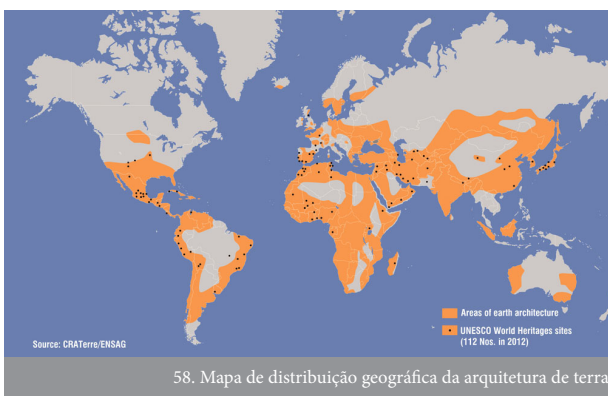 Areas of earth architecture
UNESCO World Heritages sites
(112 Nos. in 2012)
Source: CRATerre/ENSAG
58. Mapa de distribuição geográfica da arquitetura de terra